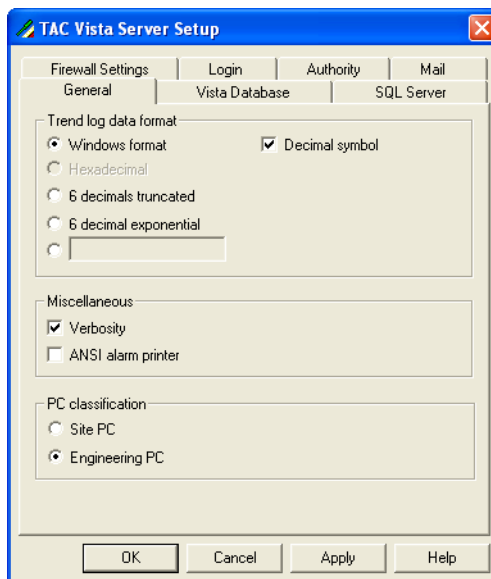 TAC Vista Server Setup
Firewall Settings Login Authority Mail
General Vista Database SQL Server
Trend log data format
Windows format Decimal symbol
Hexadecimal
6 decimals truncated
6 decimal exponential
Miscellaneous
Verbosity
ANSI alarm printer
PC classification
Site PC
Engineering PC
OK Cancel Apply Help